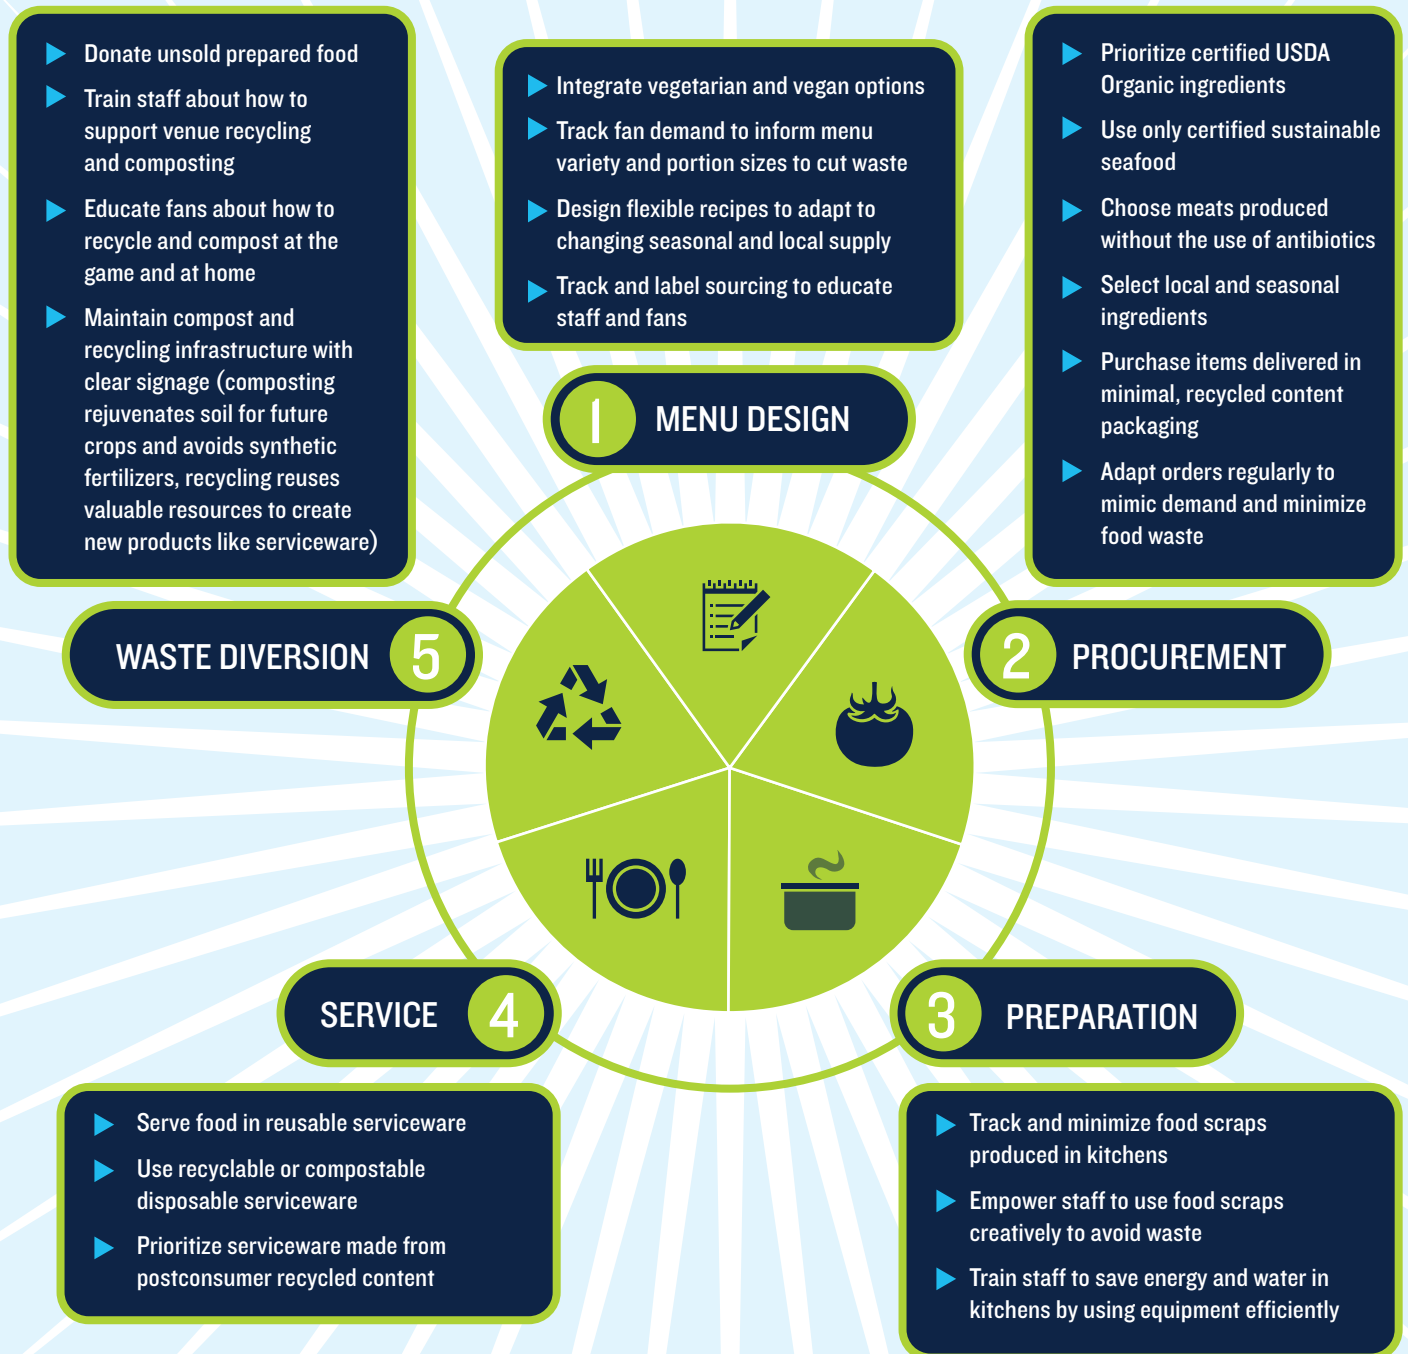 Donate unsold prepared food
Train staff about how to
support venue recycling
and composting
Educate fans about how to
recycle and compost at the
game and at home
Maintain compost and
recycling infrastructure with
clear signage (composting
rejuvenates soil for future
crops and avoids synthetic
fertilizers, recycling reuses
valuable resources to create
new products like serviceware)
WASTE DIVERSION 5
Integrate vegetarian and vegan options
Track fan demand to inform menu
variety and portion sizes to cut waste
Design flexible recipes to adapt to
changing seasonal and local supply
Track and label sourcing to educate
staff and fans
1 MENU DESIGN
Prioritize certified USDA
Organic ingredients
Use only certified sustainable
seafood
Choose meats produced
without the use of antibiotics
Select local and seasonal
ingredients
Purchase items delivered in
minimal, recycled content
packaging
Adapt orders regularly to
mimic demand and minimize
food waste
2 PROCUREMENT
SERVICE 4
Serve food in reusable serviceware
Use recyclable or compostable
disposable serviceware
Prioritize serviceware made from
postconsumer recycled content
3 PREPARATION
Track and minimize food scraps
produced in kitchens
Empower staff to use food scraps
creatively to avoid waste
Train staff to save energy and water in
kitchens by using equipment efficiently